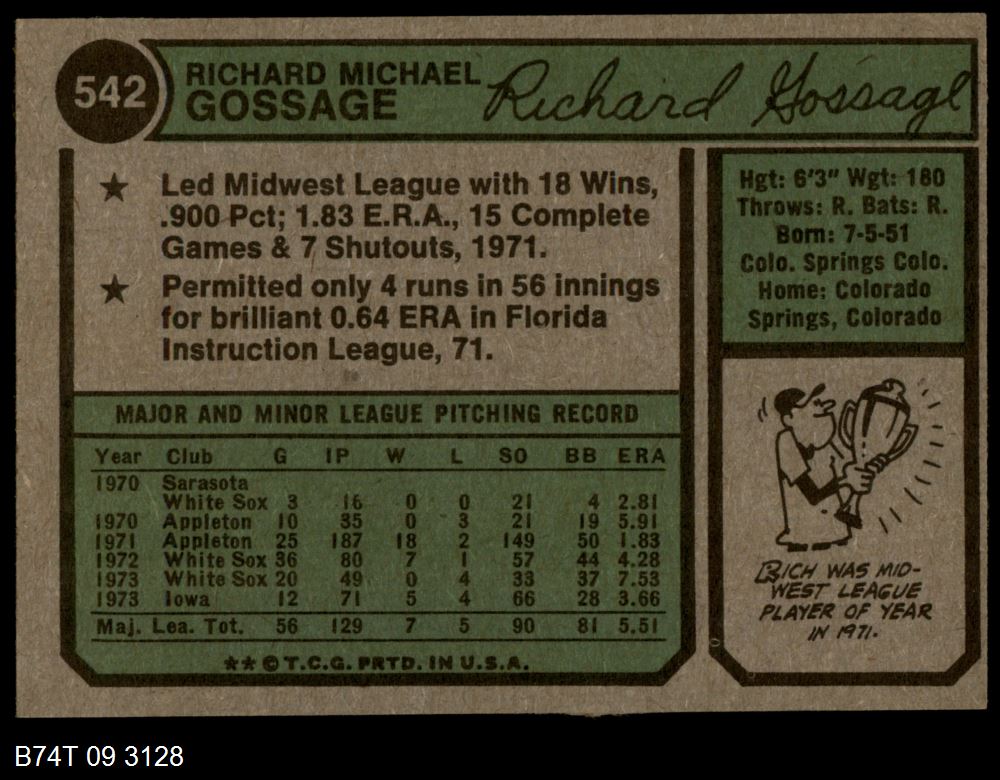 542
RICHARD MICHAEL
GOSSAGE
Richard Gossage
★ Led Midwest League with 18 Wins,
.900 Pct; 1.83 E.R.A., 15 Complete
Games & 7 Shutouts, 1971.
★ Permitted only 4 runs in 56 innings
for brilliant 0.64 ERA in Florida
Instruction League, 71.
Hgt: 6'3" Wgt: 180
Throws: R. Bats: R.
Born: 7-5-51
Colo. Springs Colo.
Home: Colorado
Springs, Colorado
MAJOR AND MINOR LEAGUE PITCHING RECORD
Year Club G IP W L SO BB ERA
1970 Sarasota
White Sox 3 16 0 0 21 4 2.81
1970 Appleton 10 35 0 3 21 19 5.91
1971 Appleton 25 187 18 2 149 50 1.83
1972 White Sox 36 80 7 1 57 44 4.28
1973 White Sox 20 49 0 4 33 37 7.53
1973 Iowa 12 71 5 4 66 28 3.66
Maj. Lea. Tot. 56 129 7 5 90 81 5.51
★★ © T.C.G. PRTD. IN U.S.A.
RICH WAS MID-
WEST LEAGUE
PLAYER OF YEAR
IN 1971.
B74T 09 3128